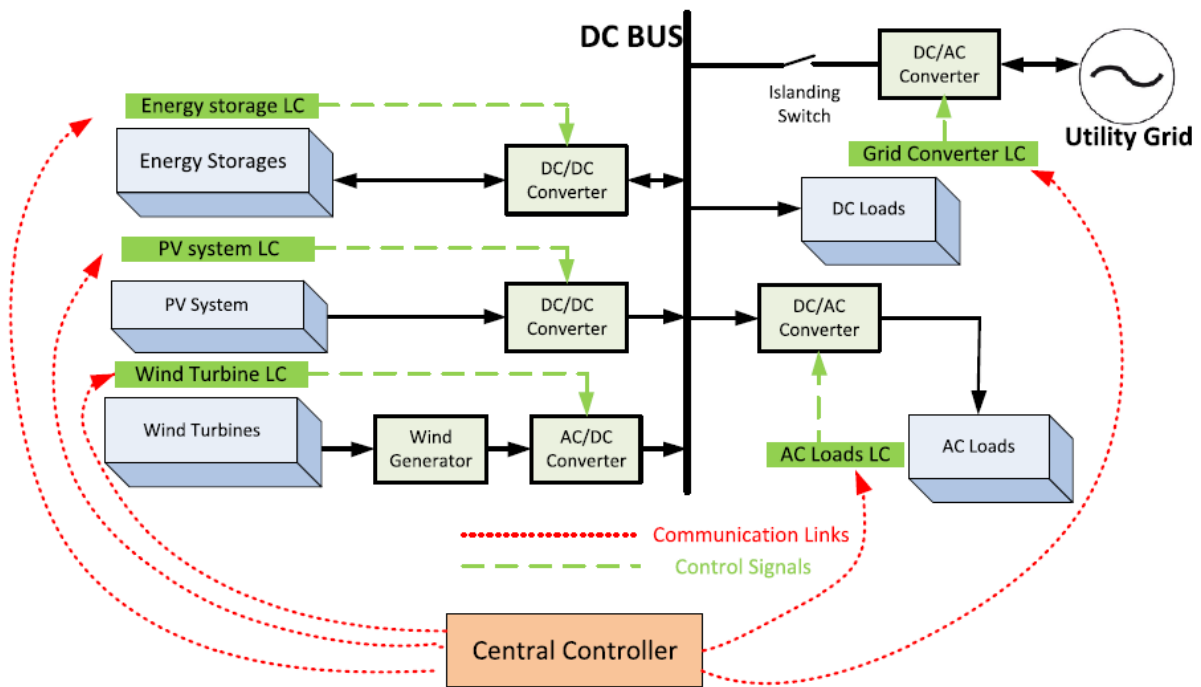 DC BUS
DC/AC
Converter
Islanding
Switch
Utility Grid
Grid Converter LC
Energy storage LC
Energy Storages
DC/DC
Converter
DC Loads
PV system LC
PV System
DC/DC
Converter
DC/AC
Converter
Wind Turbine LC
Wind Turbines
Wind
Generator
AC/DC
Converter
AC Loads LC
AC Loads
Communication Links
Control Signals
Central Controller